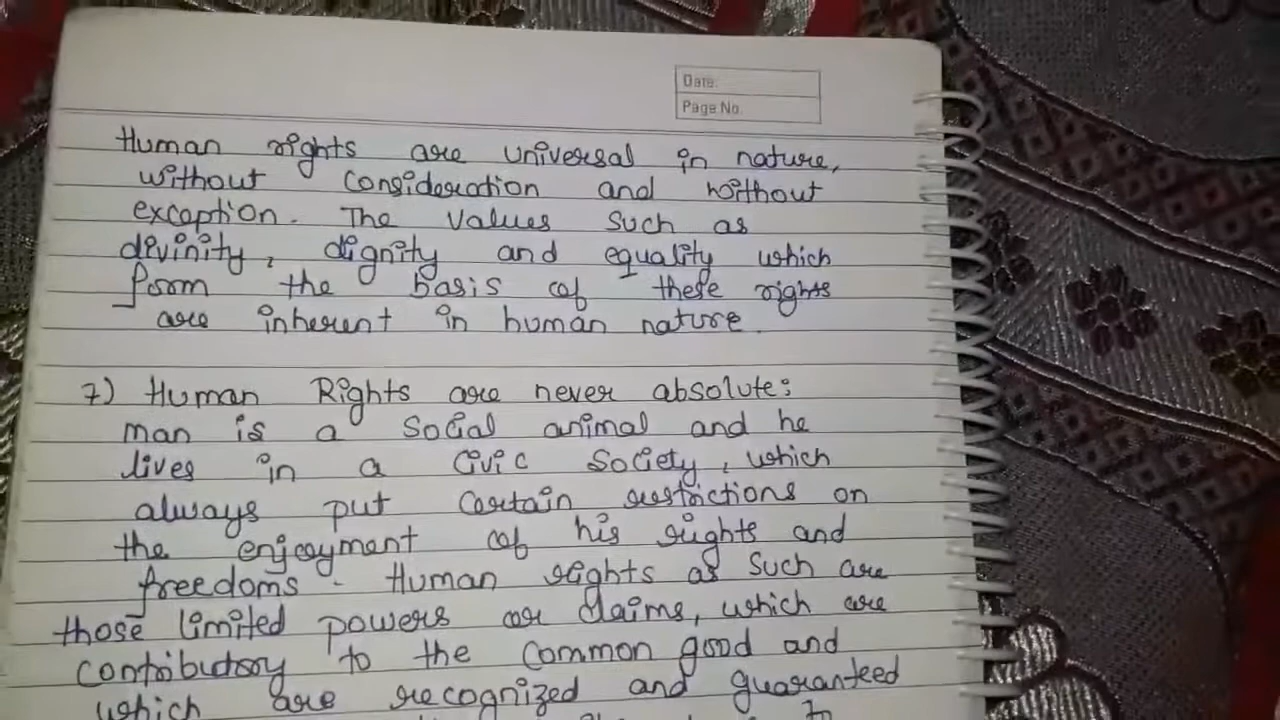 Date.
Page No.
Human rights are universal in nature,
without consideration and without
exception. The values such as
divinity, dignity and equality which
form the basis of these rights
are inherent in human nature.
7) Human Rights are never absolute:
man is a social animal and he
lives in a civic society, which
always put certain restrictions on
the enjoyment of his rights and
freedoms. Human rights as such are
those limited powers or claims, which are
contributory to the common good and
which are recognized and guaranteed